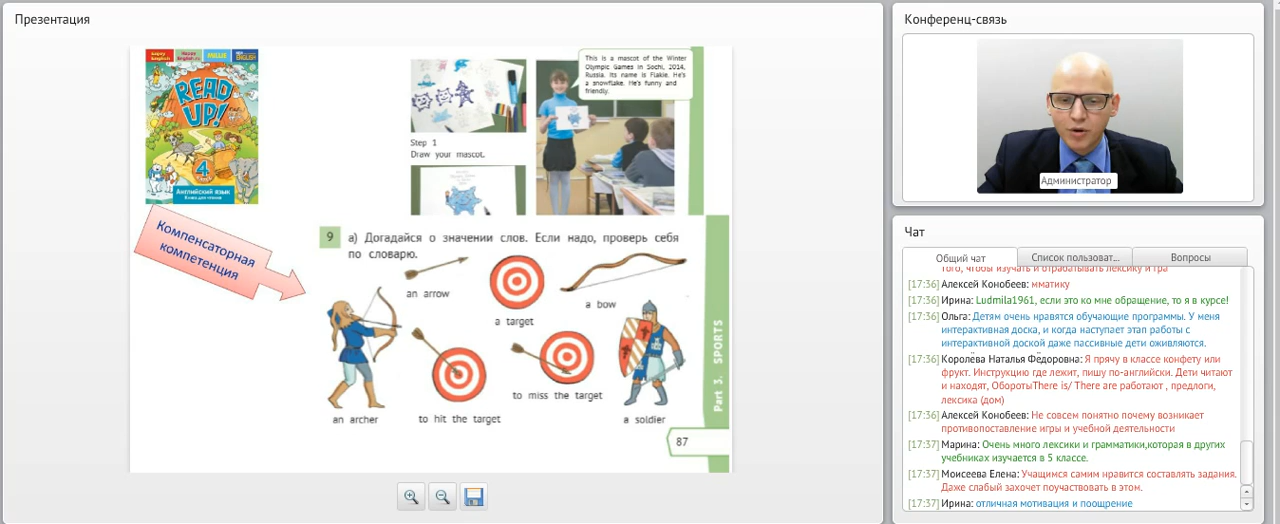 Презентация
READ
UP!
4
Английский язык
Книга для чтения
Компенсаторная
компетенция
Step 1
Draw your mascot.
This is a mascot of the Winter
Olympic Games in Sochi, 2014,
Russia. Its name is Flakie. He's
a snowflake. He's funny and
friendly.
9 а) Догадайся о значении слов. Если надо, проверь себя
по словарю.
an arrow
a target
a bow
an archer
to hit the target
to miss the target
a soldier
Part 3. SPORTS
87
Конференц-связь
Администратор
Чат
Общий чат
Список пользоват...
Вопросы
того, чтобы изучать и отрабатывать лексику и гра
[17:36] Алексей Конобеев: мматику
[17:36] Ирина: Ludmila1961, если это ко мне обращение, то я в курсе!
[17:36] Ольга: Детям очень нравятся обучающие программы. У меня
интерактивная доска, и когда наступает этап работы с
интерактивной доской даже пассивные дети оживляются.
[17:36] Королёва Наталья Фёдоровна: Я прячу в классе конфету или
фрукт. Инструкцию где лежит, пишу по-английски. Дети читают
и находят, ОборотыThere is/ There are работают , предлоги,
лексика (дом)
[17:36] Алексей Конобеев: Не совсем понятно почему возникает
противопоставление игры и учебной деятельности
[17:37] Марина: Очень много лексики и грамматики,которая в других
учебниках изучается в 5 классе.
[17:37] Моисеева Елена: Учащимся самим нравится составлять задания.
Даже слабый захочет поучаствовать в этом.
[17:37] Ирина: отличная мотивация и поощрение